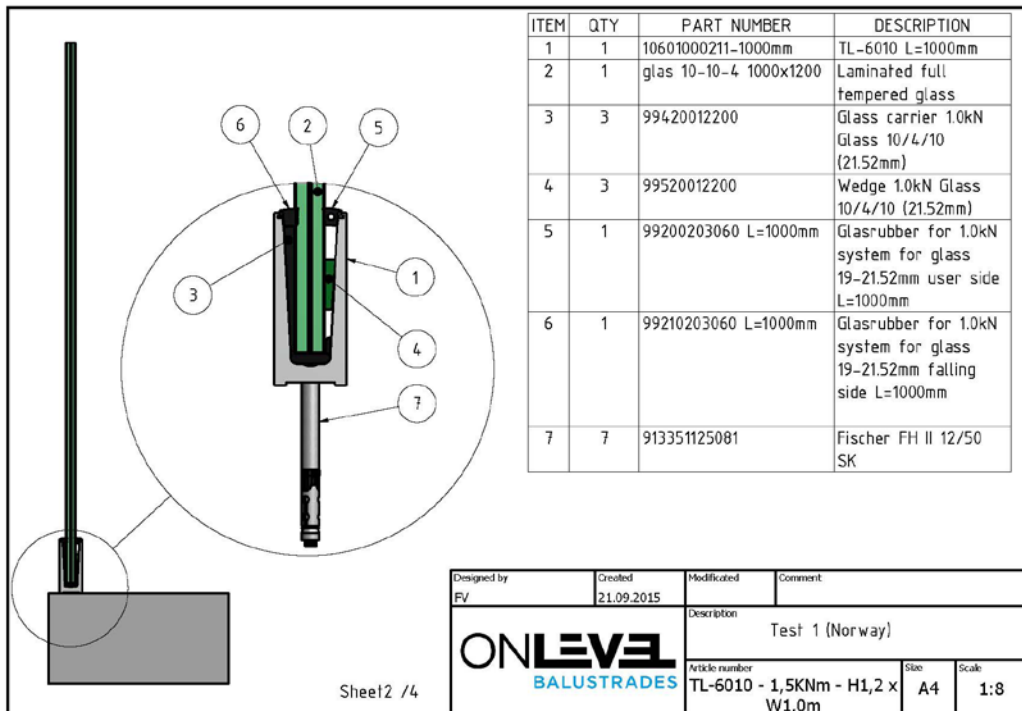 6
2
5
3
1
4
7
ITEM QTY PART NUMBER DESCRIPTION
1 1 10601000211-1000mm TL-6010 L=1000mm
2 1 glas 10-10-4 1000x1200 Laminated full
tempered glass
3 3 99420012200 Glass carrier 1.0kN
Glass 10/4/10
(21.52mm)
4 3 99520012200 Wedge 1.0kN Glass
10/4/10 (21.52mm)
5 1 99200203060 L=1000mm Glasrubber for 1.0kN
system for glass
19-21.52mm user side
L=1000mm
6 1 99210203060 L=1000mm Glasrubber for 1.0kN
system for glass
19-21.52mm falling
side L=1000mm
7 7 913351125081 Fischer FH II 12/50
SK
Sheet2 /4
Designed by Created Modificated Comment
FV 21.09.2015
Description
Test 1 (Norway)
ONLEVEL
BALUSTRADES
Article number Size Scale
TL-6010 - 1,5KNm - H1,2 x A4 1:8
W1,0m